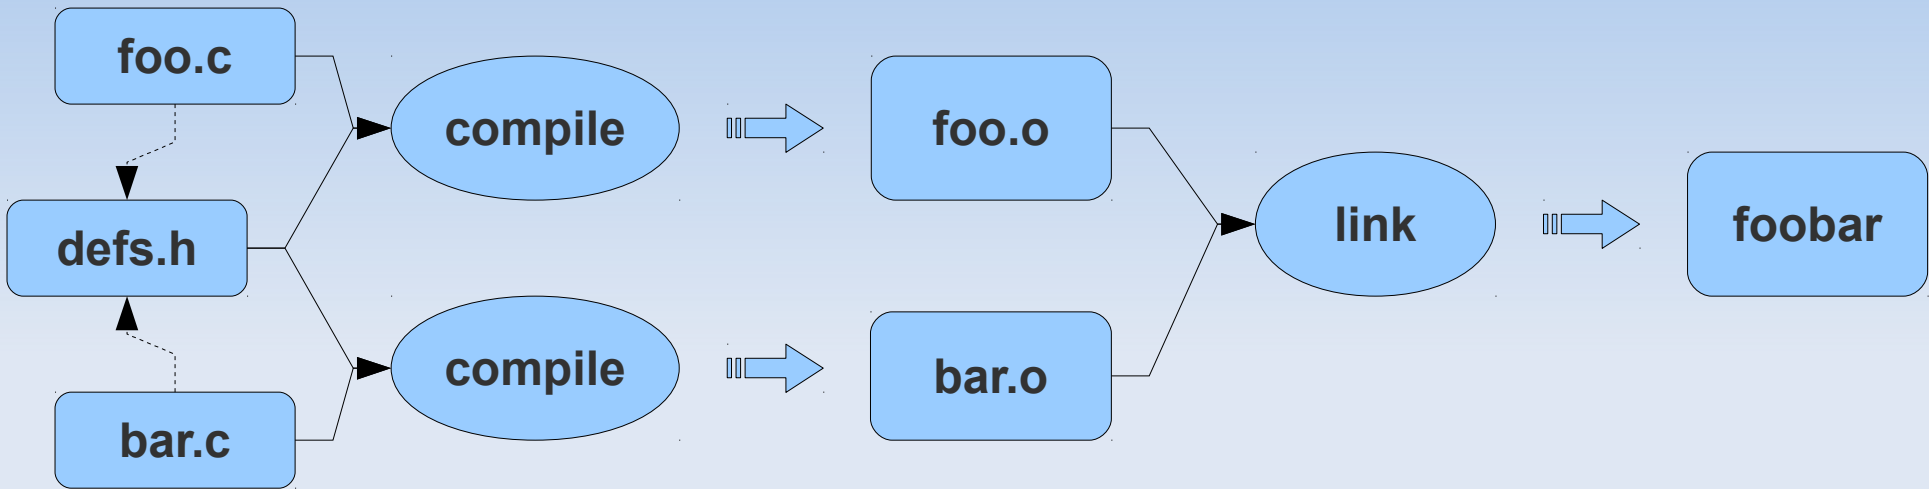 foo.c
compile
foo.o
defs.h
link
foobar
compile
bar.o
bar.c